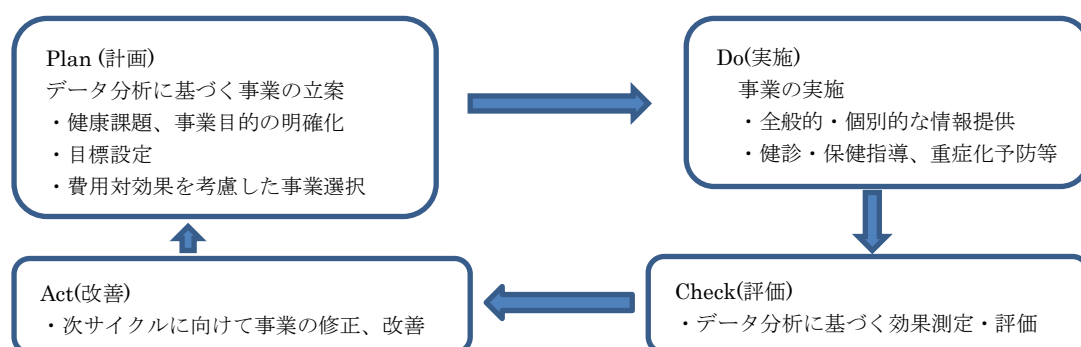 Plan (計画)
データ分析に基づく事業の立案
・健康課題、事業目的の明確化
・目標設定
・費用対効果を考慮した事業選択
Do(実施)
事業の実施
・全般的・個別的な情報提供
・健診・保健指導、重症化予防等
Check(評価)
・データ分析に基づく効果測定・評価
Act(改善)
・次サイクルに向けて事業の修正、改善